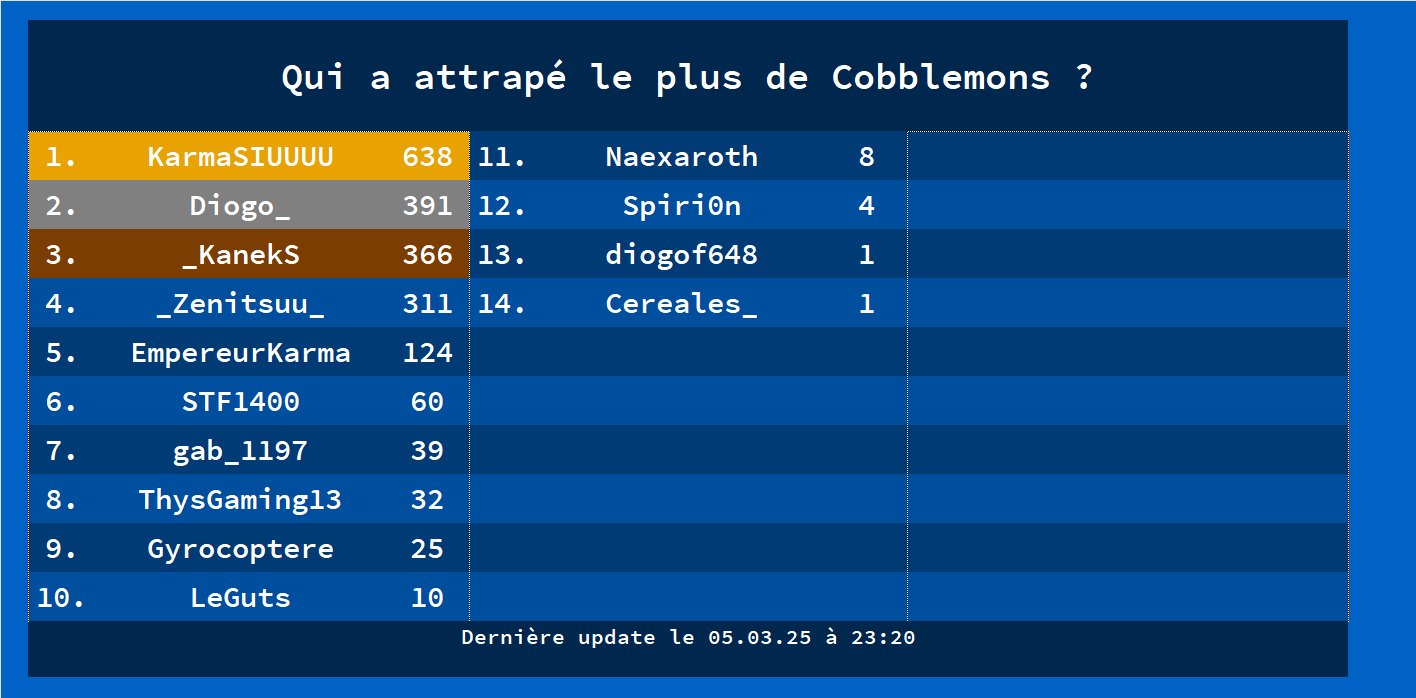 Qui a attrapé le plus de Cobblemons ?
1. KarmaSIUUUU 638
2. Diogo_ 391
3. _KanekS 366
4. _Zenitsuu_ 311
5. EmpereurKarma 124
6. STF1400 60
7. gab_1197 39
8. ThysGaming13 32
9. Gyrocoptere 25
10. LeGuts 10
11. Naexaroth 8
12. Spiri0n 4
13. diogof648 1
14. Cereales_ 1
Dernière update le 05.03.25 à 23:20